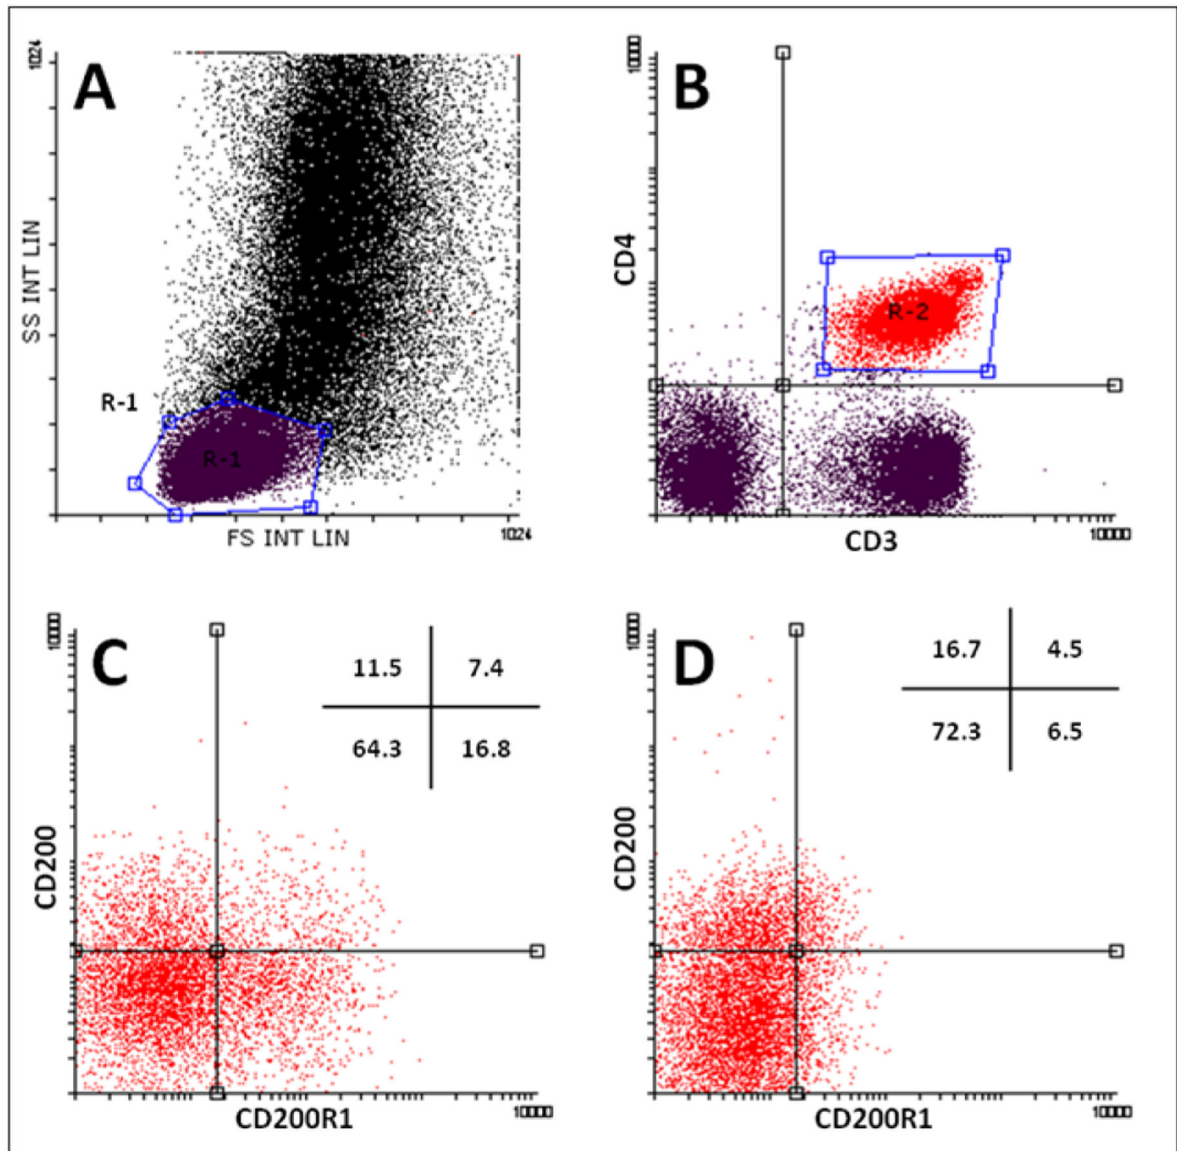 A
1024
SS INT LIN
R-1
R-1
FS INT LIN
1024
B
10000
CD4
R-2
CD3
10000
C
10000
CD200
11.5 7.4
64.3 16.8
CD200R1
10000
D
10000
CD200
16.7 4.5
72.3 6.5
CD200R1
10000